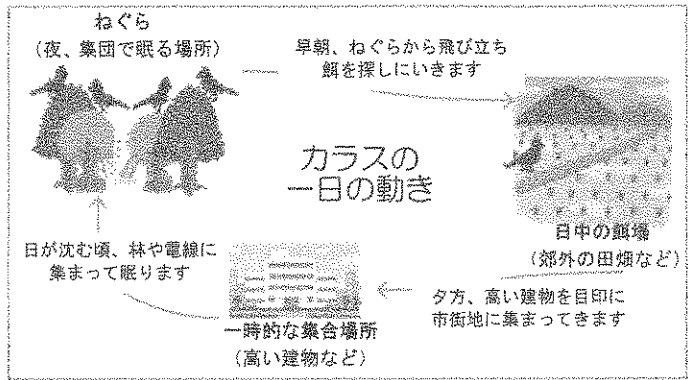 ねぐら
(夜、集団で眠る場所)
早朝、ねぐらから飛び立ち
餌を探しにいきます
カラスの
一日の動き
日中の餌場
(郊外の田畑など)
夕方、高い建物を目印に
市街地に集まってきます
一時的な集合場所
(高い建物など)
日が沈む頃、林や電線に
集まって眠ります